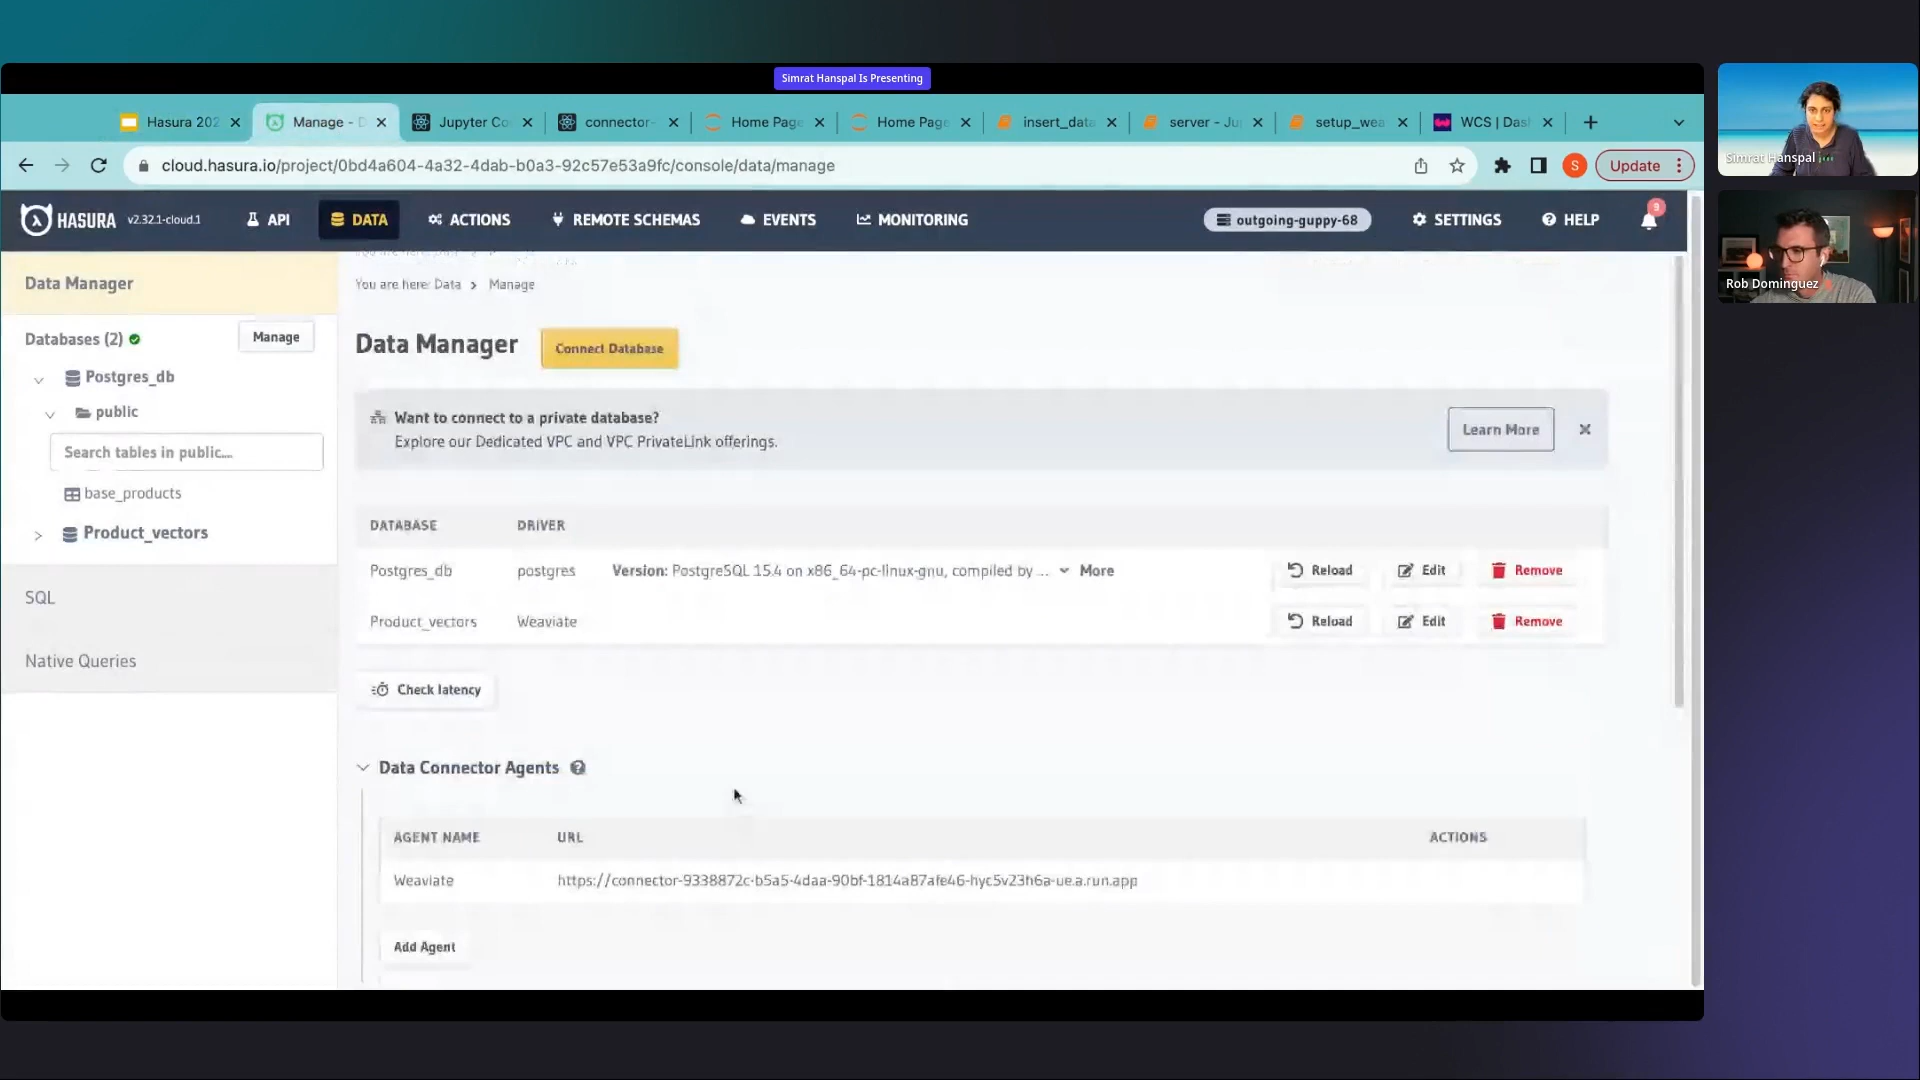 Simrat Hanspal Is Presenting
Hasura 202
Manage - D
Jupyter Co
connector-
Home Page
Home Page
insert_data
server - Ju
setup_wea
WCS | Das
cloud.hasura.io/project/0bd4a604-4a32-4dab-b0a3-92c57e53a9fc/console/data/manage
S
Update
Simrat Hanspal
Rob Dominguez
HASURA
v2.32.1-cloud.1
API
DATA
ACTIONS
REMOTE SCHEMAS
EVENTS
MONITORING
outgoing-guppy-68
SETTINGS
HELP
9
Data Manager
Databases (2)
Manage
Postgres_db
public
Search tables in public....
base_products
Product_vectors
SQL
Native Queries
You are here: Data > Manage
Data Manager
Connect Database
Want to connect to a private database?
Explore our Dedicated VPC and VPC PrivateLink offerings.
Learn More
DATABASE DRIVER
Postgres_db postgres Version: PostgreSQL 15.4 on x86_64-pc-linux-gnu, compiled by ... More Reload Edit Remove
Product_vectors Weaviate Reload Edit Remove
Check latency
Data Connector Agents
AGENT NAME URL ACTIONS
Weaviate https://connector-9338872c-b5a5-4daa-90bf-1814a87afe46-hyc5v23h6a-ue.a.run.app
Add Agent